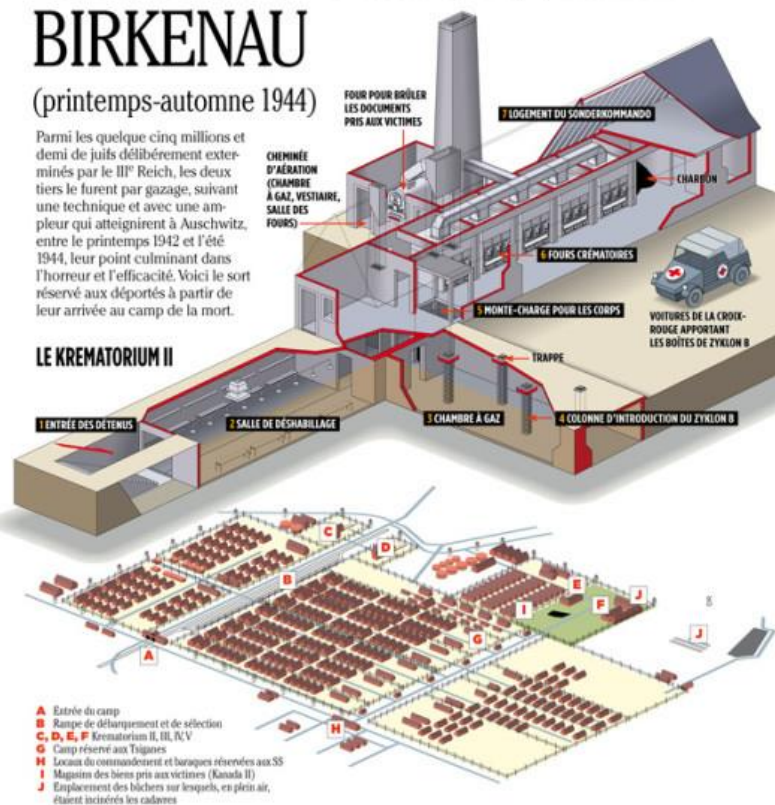 BIRKENAU
(printemps-automne 1944)
Parmi les quelque cinq millions et
demi de juifs délibérement exter-
minés par le IIIᵉ Reich, les deux
tiers le furent par gazage, suivant
une technique et avec une am-
pleur qui atteignirent à Auschwitz,
entre le printemps 1942 et l'été
1944, leur point culminant dans
l'horreur et l'efficacité. Voici le sort
réservé aux déportés à partir de
leur arrivée au camp de la mort.
FOUR POUR BRÛLER
LES DOCUMENTS
PRIS AUX VICTIMES
CHEMINÉE
D'AÉRATION
(CHAMBRE
À GAZ, VESTIAIRE,
SALLE DES
FOURS)
7 LOGEMENT DU SONDERKOMMANDO
CHARBON
6 FOURS CRÉMATOIRES
5 MONTE-CHARGE POUR LES CORPS
VOITURES DE LA CROIX-
ROUGE APPORTANT
LES BOÎTES DE ZYKLON B
LE KREMATORIUM II
TRAPPE
1 ENTRÉE DES DÉTENUS
2 SALLE DE DÉSHABILLAGE
3 CHAMBRE À GAZ
4 COLONNE D'INTRODUCTION DU ZYKLON B
C
D
B
E
J
F
I
J
G
A
H
A Entrée du camp
B Rampe de débarquement et de sélection
C, D, E, F Krematorium II, III, IV, V
G Camp réservé aux Tsiganes
H Locaux du commandement et baraques réservées aux SS
I Magasins des biens pris aux victimes (Kanada II)
J Emplacement des bûchers sur lesquels, en plein air,
étaient incinérés les cadavres